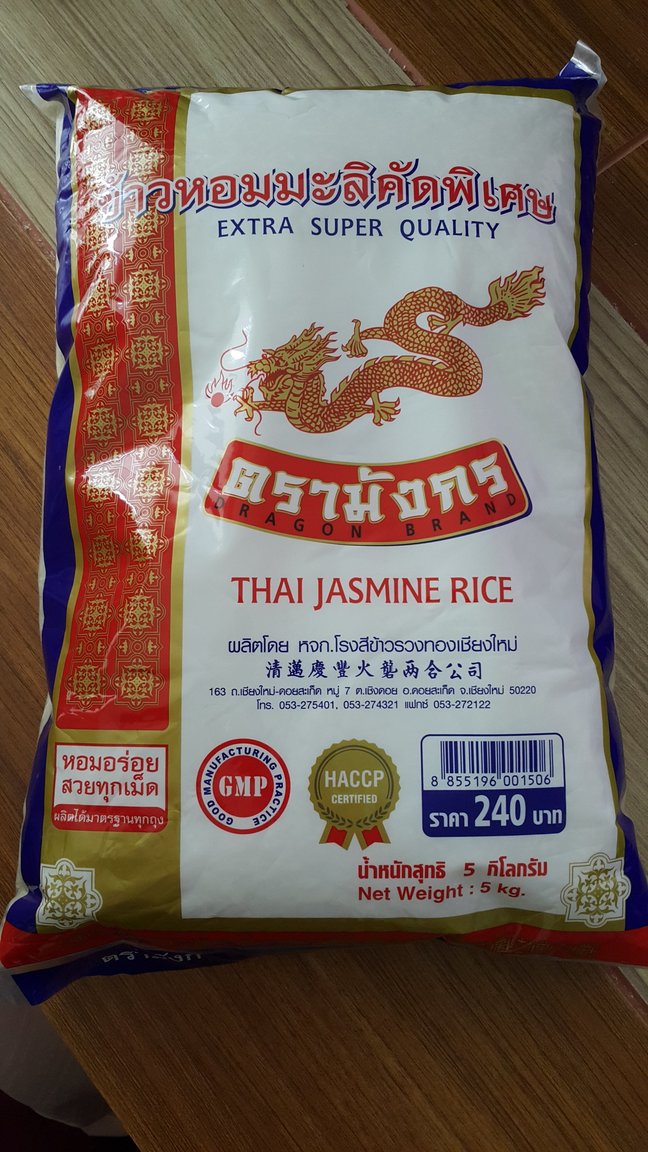 ข้าวหอมมะลิคัดพิเศษ
EXTRA SUPER QUALITY
ตรามังกร
DRAGON BRAND
THAI JASMINE RICE
ผลิตโดย หจก.โรงสีข้าวรวงทองเชียงใหม่
清邁慶豐火礱兩合公司
163 ถ.เชียงใหม่-ดอยสะเก็ด หมู่ 7 ต.เชิงดอย อ.ดอยสะเก็ด จ.เชียงใหม่ 50220
โทร. 053-275401, 053-274321 แฟกซ์ 053-272122
หอมอร่อย
สวยทุกเม็ด
ผลิตได้มาตรฐานทุกถุง
GOOD MANUFACTURING PRACTICE
GMP
HACCP
CERTIFIED
8 855196 001506
ราคา 240 บาท
น้ำหนักสุทธิ 5 กิโลกรัม
Net Weight : 5 kg.